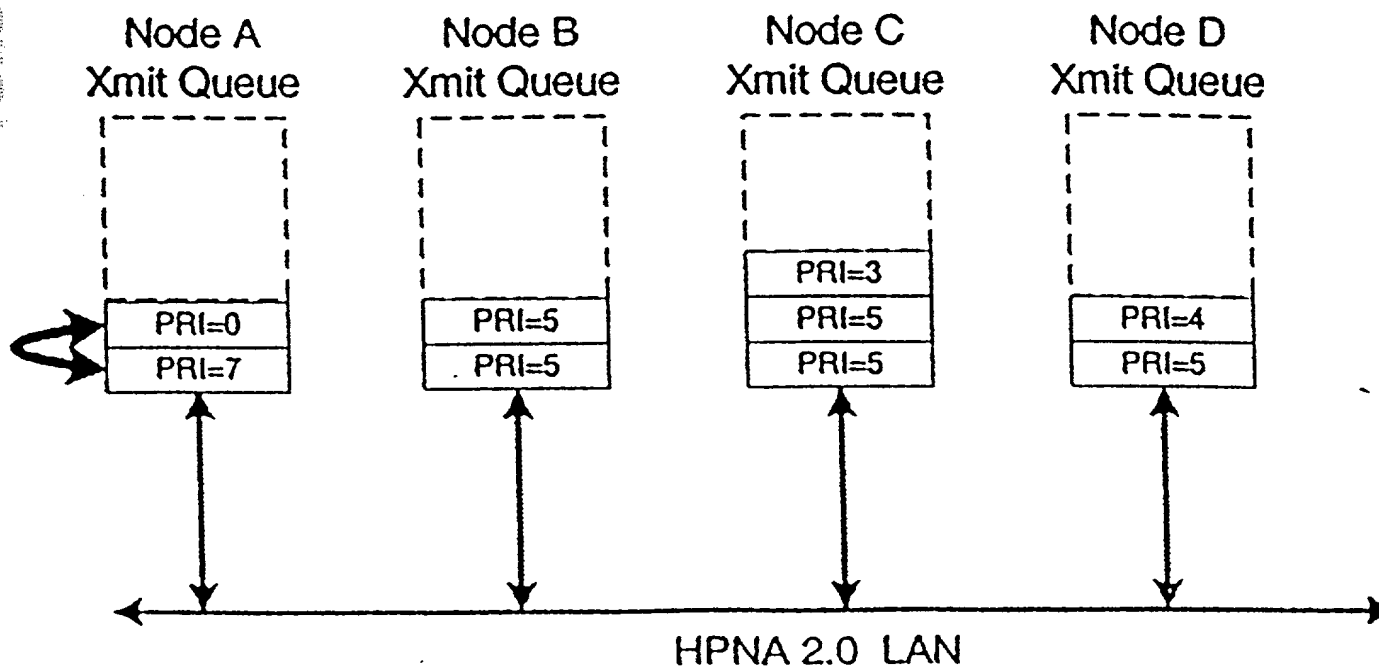 Node A
Xmit Queue
Node B
Xmit Queue
Node C
Xmit Queue
Node D
Xmit Queue
PRI=0
PRI=7
PRI=5
PRI=5
PRI=3
PRI=5
PRI=5
PRI=4
PRI=5
HPNA 2.0 LAN